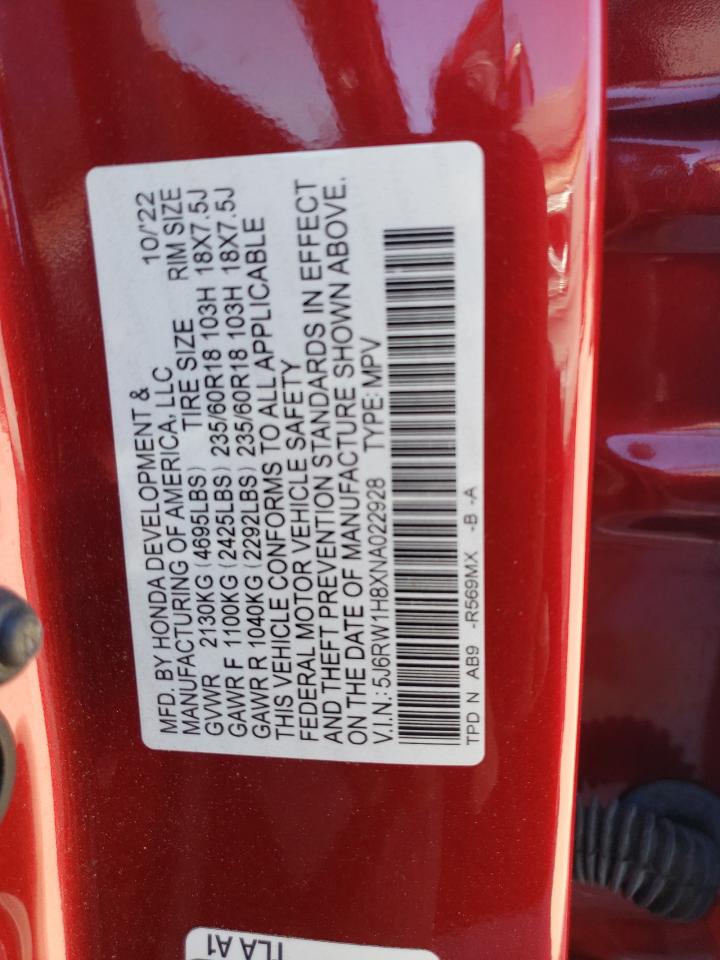 MFD. BY HONDA DEVELOPMENT & 10/'22
MANUFACTURING OF AMERICA, LLC
GVWR 2130KG (4695LBS) TIRE SIZE RIM SIZE
GAWR F 1100KG (2425LBS) 235/60R18 103H 18X7.5J
GAWR R 1040KG (2292LBS) 235/60R18 103H 18X7.5J
THIS VEHICLE CONFORMS TO ALL APPLICABLE
FEDERAL MOTOR VEHICLE SAFETY
AND THEFT PREVENTION STANDARDS IN EFFECT
ON THE DATE OF MANUFACTURE SHOWN ABOVE.
V.I.N.: 5J6RW1H8XNA022928 TYPE: MPV
TPD N AB9 -R569MX -B -A
TLA A1